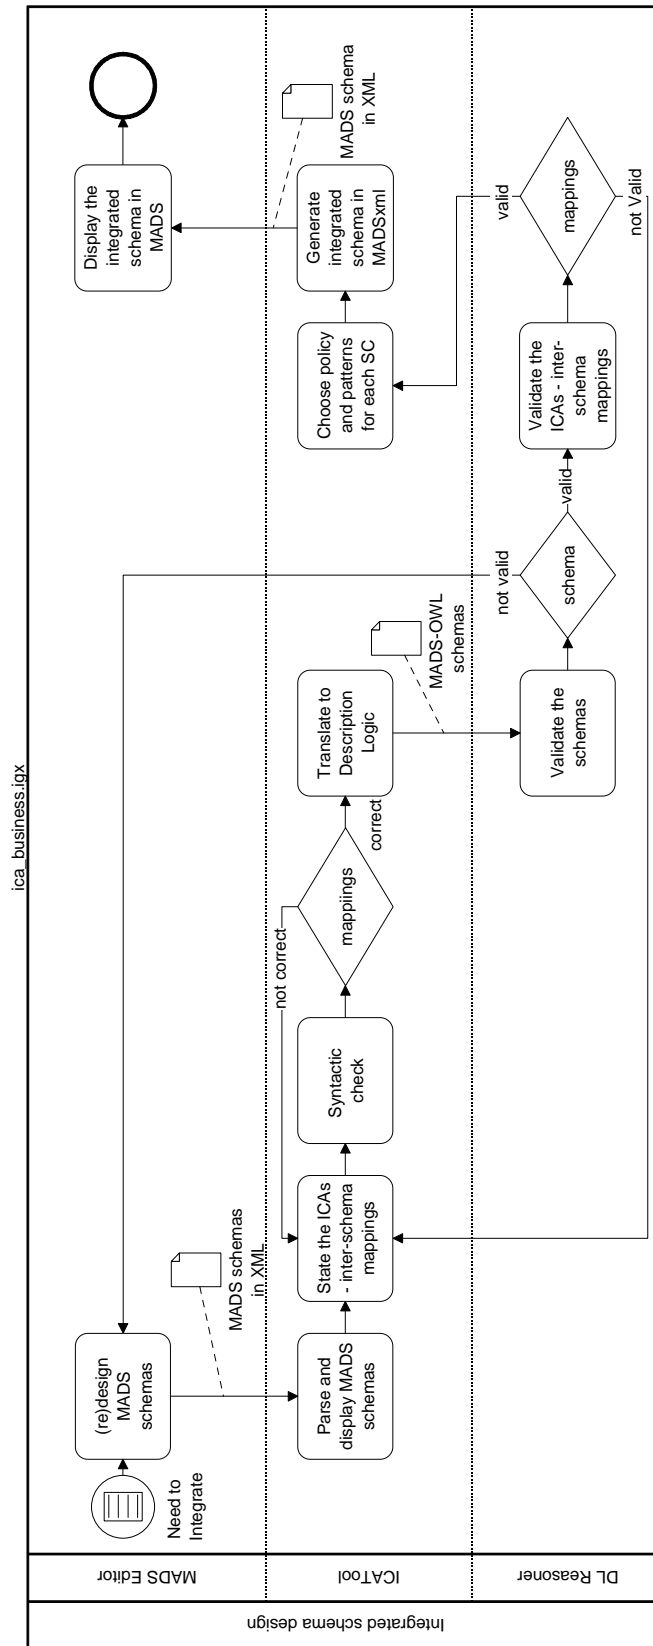 ica_business.igx
Integrated schema design
MADS Editor
ICATool
DL Reasoner
Need to
Integrate
(re)design
MADS
schemas
MADS schemas
in XML
Parse and
display MADS
schemas
State the ICAs
- inter-schema
mappings
Syntactic
check
not correct
mappiings
correct
Translate to
Description
Logic
MADS-OWL
schemas
Validate the
schemas
not valid
schema
valid
Validate the
ICAs - inter-
schema
mappings
mappings
valid
not Valid
Choose policy
and patterns
for each SC
Generate
integrated
schema in
MADSxml
MADS schema
in XML
Display the
integrated
schema in
MADS